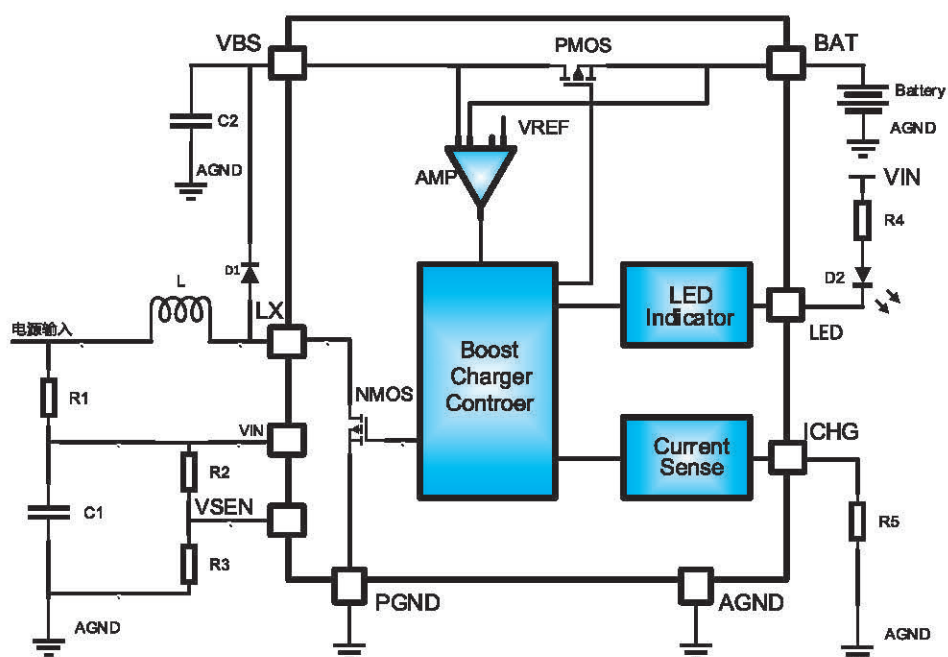 VBS
PMOS
BAT
C2
AGND
VREF
AMP
Battery
AGND
VIN
R4
D1
D2
L
LX
电源输入
LED
Indicator
LED
Boost
Charger
Controer
R1
NMOS
VIN
ICHG
Current
Sense
R2
VSEN
C1
R3
R5
PGND
AGND
AGND
AGND